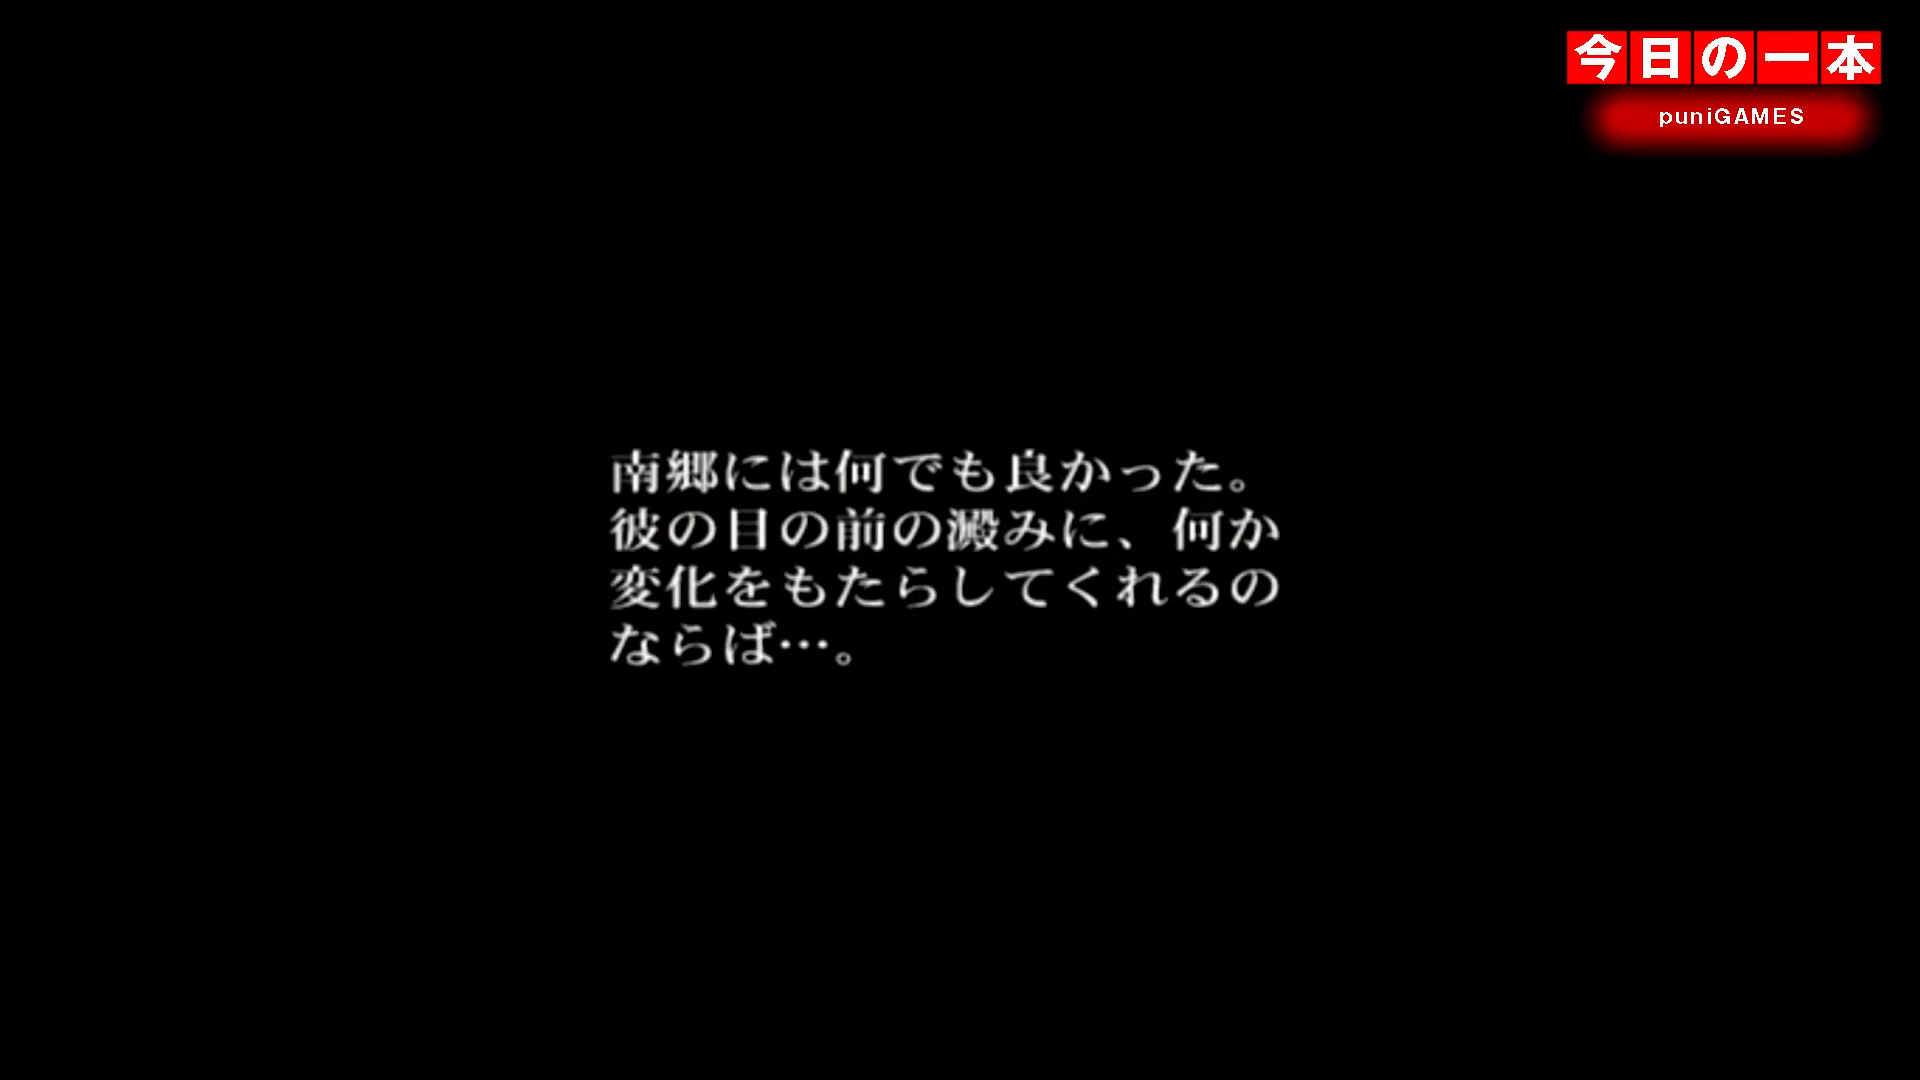 今日の一本
puniGAMES
南郷には何でも良かった。
彼の目の前の澱みに、何か
変化をもたらしてくれるの
ならば…。